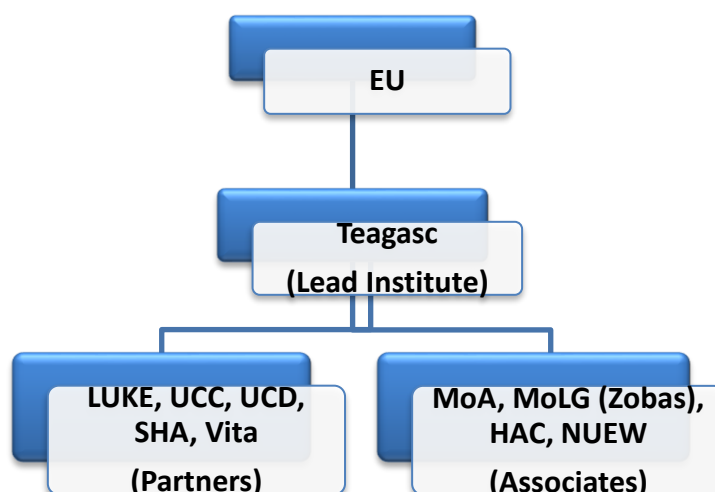 EU
Teagasc
(Lead Institute)
LUKE, UCC, UCD,
SHA, Vita
(Partners)
MoA, MoLG (Zobas),
HAC, NUEW
(Associates)